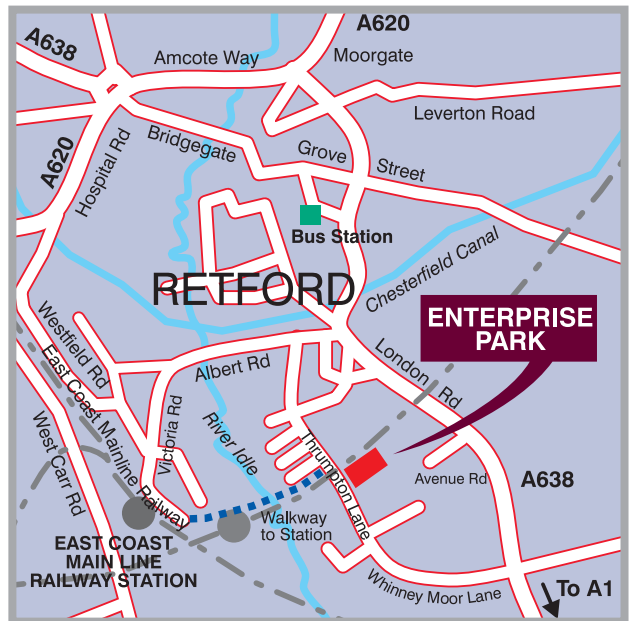 A620
A638
Amcote Way
Moorgate
Leverton Road
Bridgegate
Grove Street
A620
Hospital Rd
Bus Station
Chesterfield Canal
RETFORD
ENTERPRISE
PARK
Westfield Rd
East Coast Mainline Railway
West Carr Rd
Albert Rd
London Rd
Victoria Rd
River Idle
Thrumpton Lane
Avenue Rd
A638
Walkway
to Station
EAST COAST
MAIN LINE
RAILWAY STATION
Whinney Moor Lane
To A1